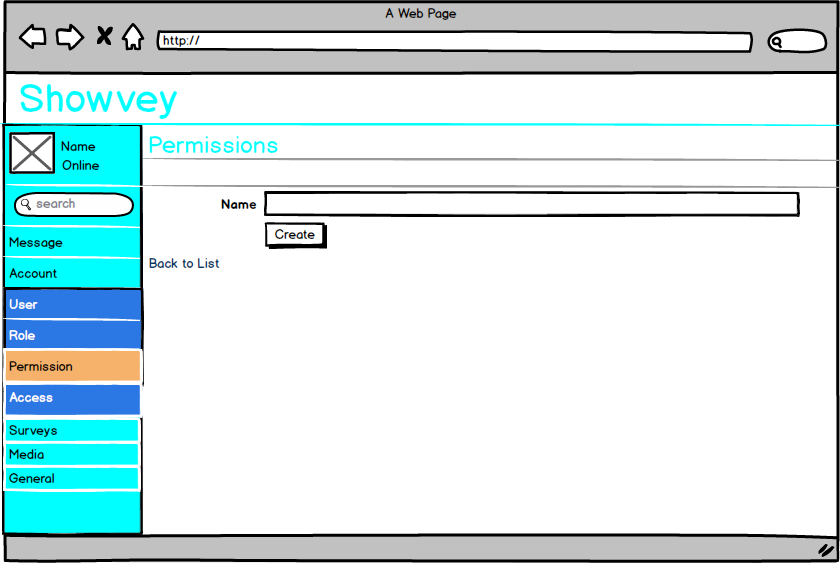 A Web Page
http://
Showvey
Name
Online
Permissions
search
Name
Create
Message
Back to List
Account
User
Role
Permission
Access
Surveys
Media
General